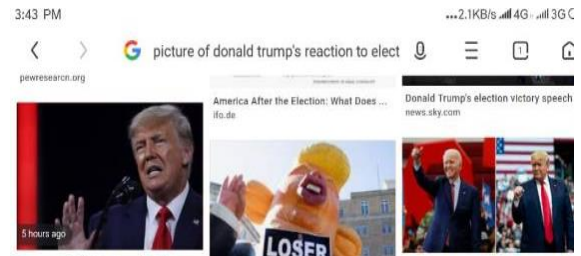 3:43 PM
...2.1KB/s 4G 3G
picture of donald trump's reaction to elect
1
pewresearch.org
America After the Election: What Does ...
ifo.de
Donald Trump's election victory speech
news.sky.com
5 hours ago
LOSER